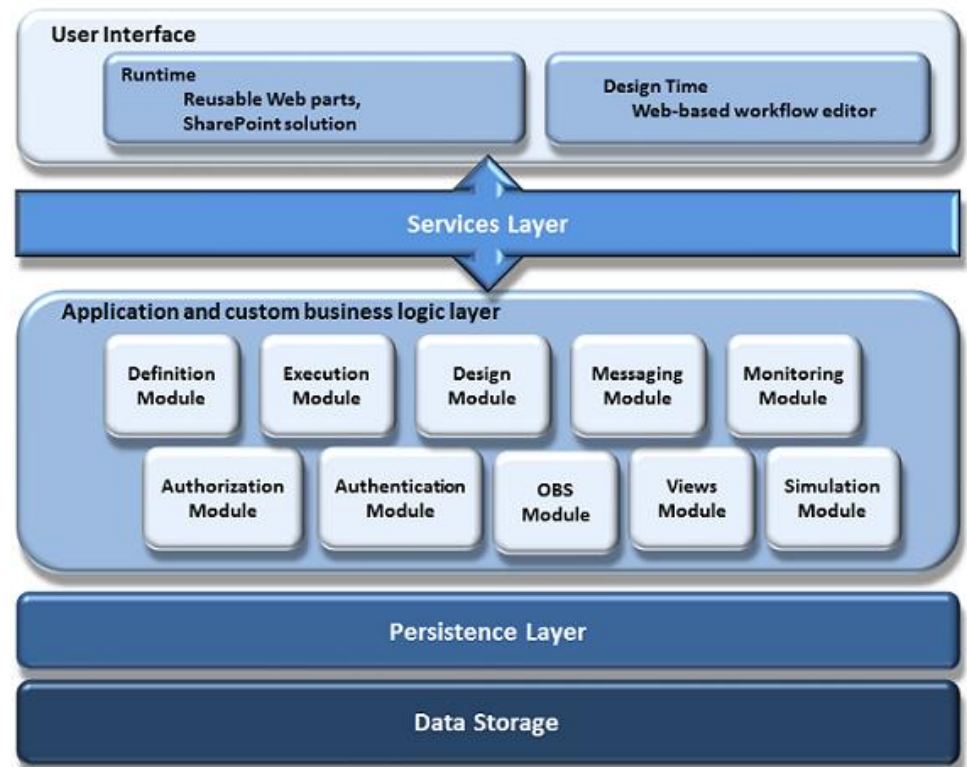 User Interface
Runtime
Reusable Web parts,
SharePoint solution
Design Time
Web-based workflow editor
Services Layer
Application and custom business logic layer
Definition
Module
Execution
Module
Design
Module
Messaging
Module
Monitoring
Module
Authorization
Module
Authentication
Module
OBS
Module
Views
Module
Simulation
Module
Persistence Layer
Data Storage